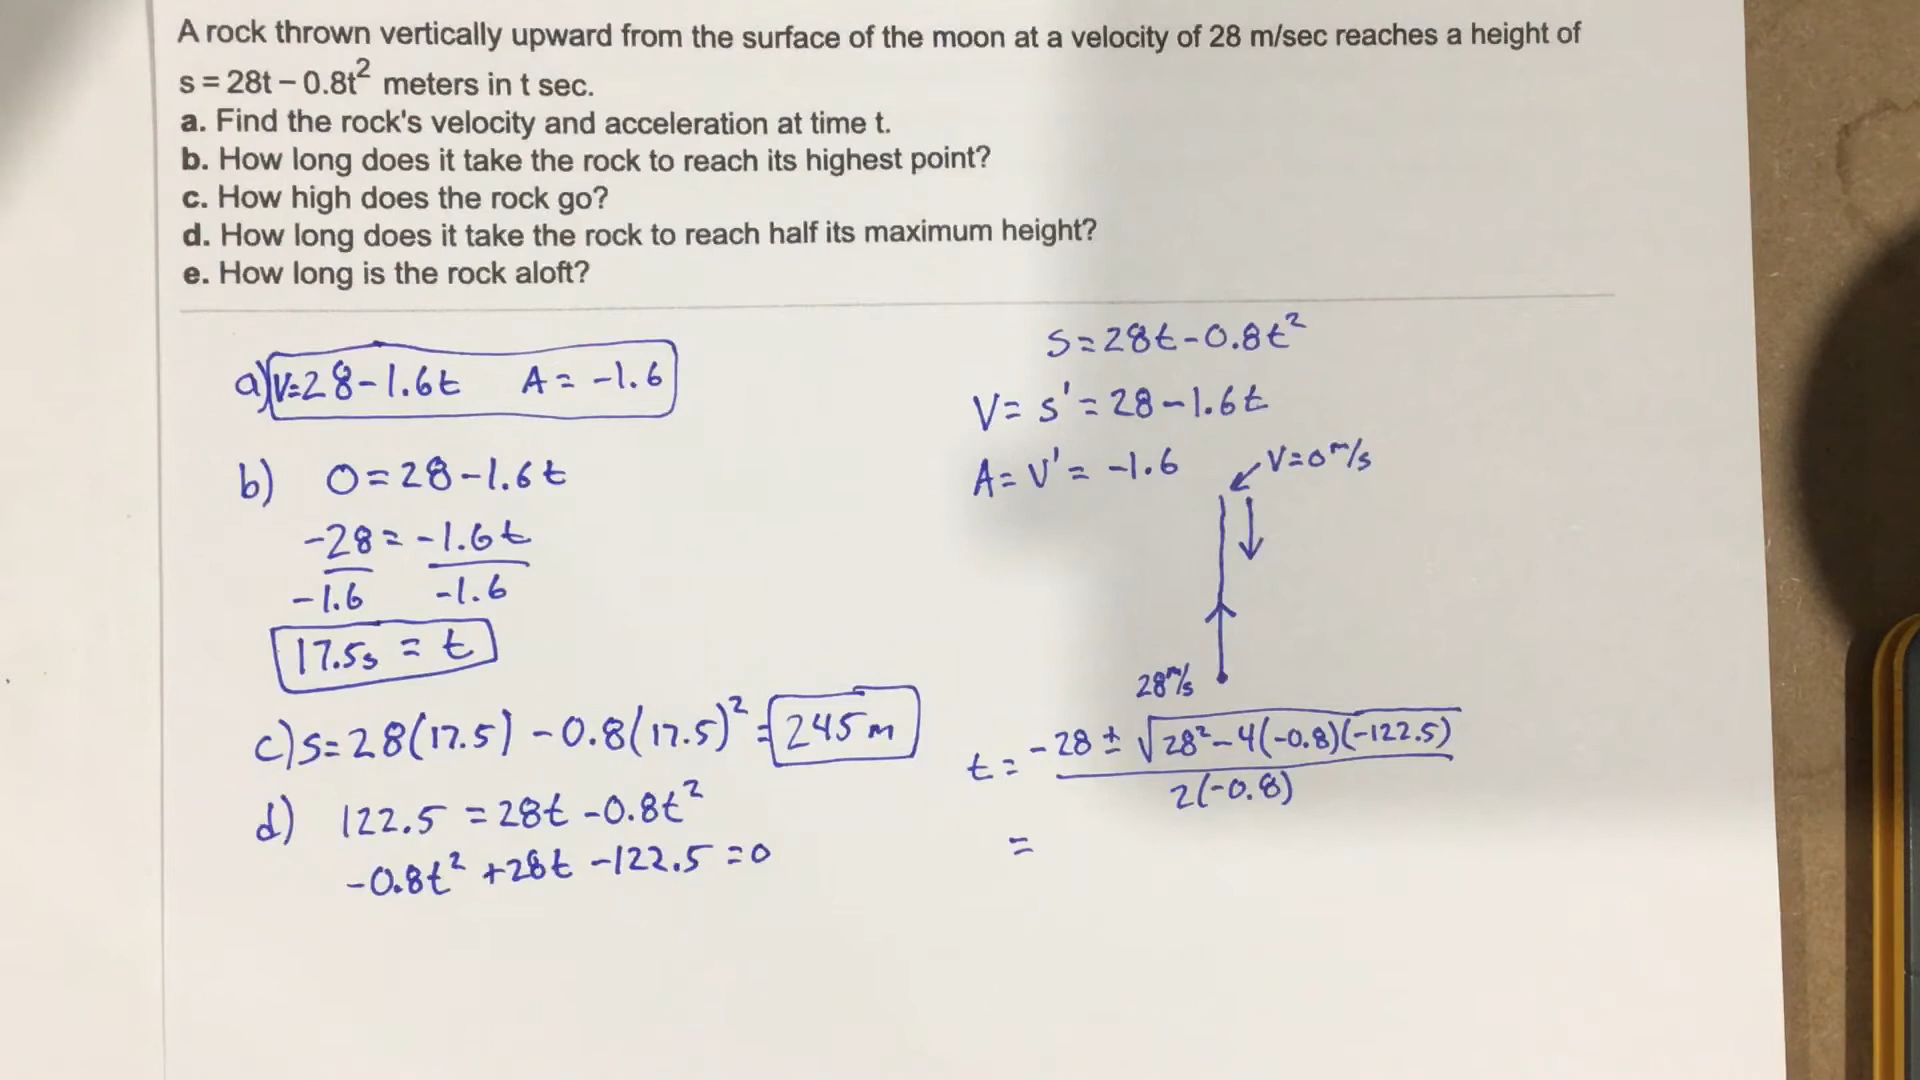 A rock thrown vertically upward from the surface of the moon at a velocity of 28 m/sec reaches a height of
s = 28t – 0.8t² meters in t sec.
a. Find the rock's velocity and acceleration at time t.
b. How long does it take the rock to reach its highest point?
c. How high does the rock go?
d. How long does it take the rock to reach half its maximum height?
e. How long is the rock aloft?
a) V=28-1.6t A = -1.6
b) 0=28-1.6t
-28 = -1.6t
-1.6 -1.6
17.5s = t
c) S=28(17.5) -0.8(17.5)² = 245m
d) 122.5 =28t -0.8t²
-0.8t² +28t -122.5 =0
S=28t-0.8t²
V= s'=28-1.6t
A=V'= -1.6
V=0 m/s
28 m/s
t = -28 ± √28²-4(-0.8)(-122.5)
2(-0.8)
=